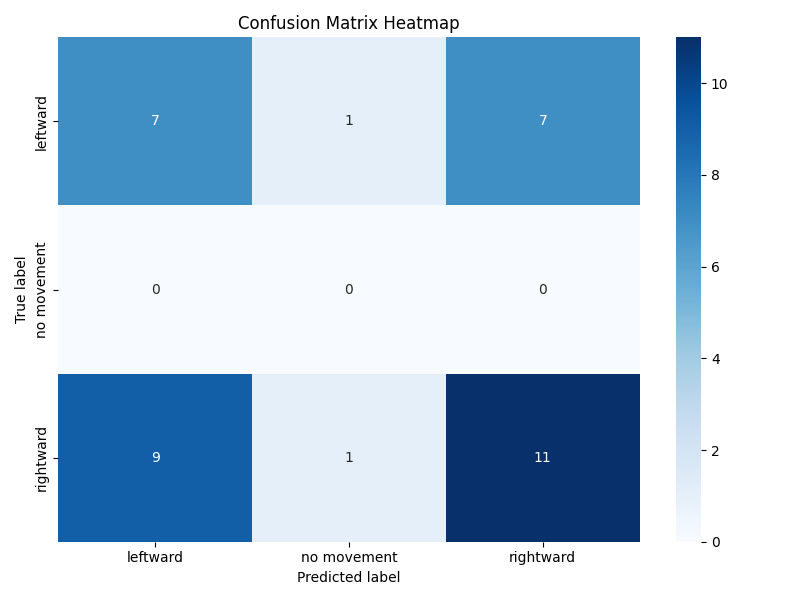 Confusion Matrix Heatmap
True label
leftward
7 1 7
no movement
0 0 0
rightward
9 1 11
leftward no movement rightward
Predicted label
10
8
6
4
2
0